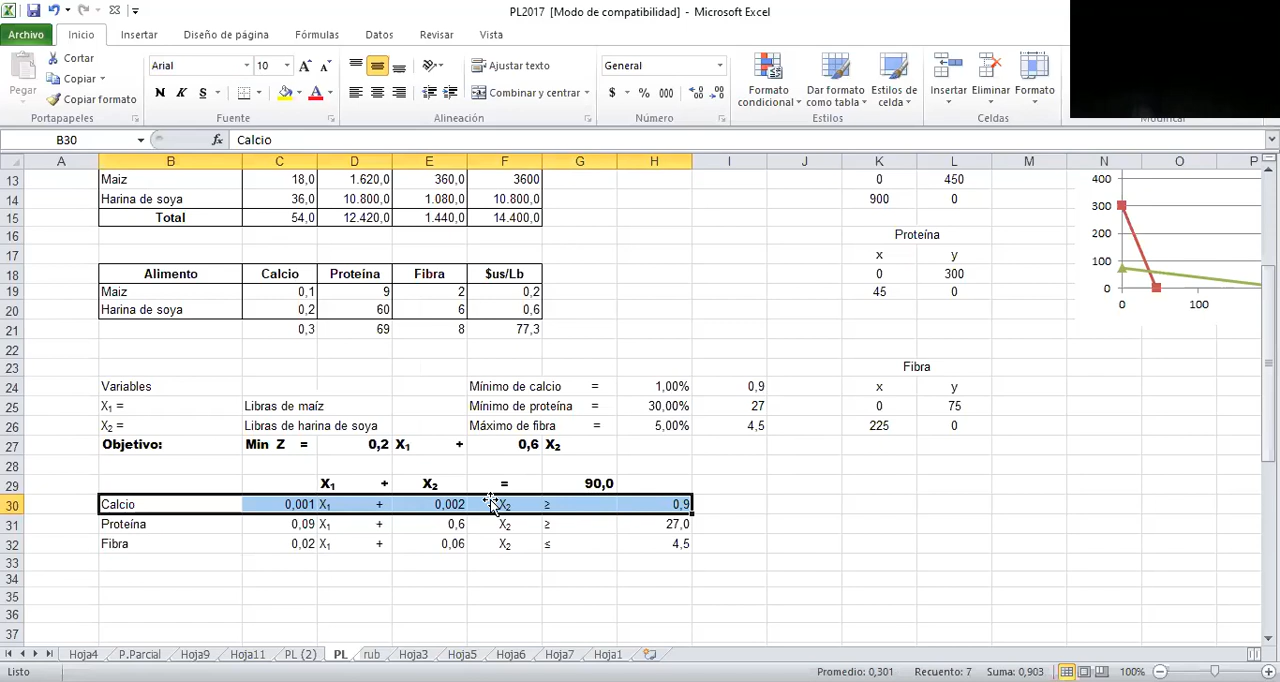 PL2017 [Modo de compatibilidad] - Microsoft Excel
Archivo Inicio Insertar Diseño de página Fórmulas Datos Revisar Vista
Pegar
Cortar
Copiar
Copiar formato
Portapapeles
Arial 10
N K S
Fuente
Ajustar texto
Combinar y centrar
Alineación
General
$ % 000
Número
Formato condicional
Dar formato como tabla
Estilos de celda
Estilos
Insertar Eliminar Formato
Celdas
B30 fx Calcio
A B C D E F G H I J K L M N O P
13 Maiz 18,0 1.620,0 360,0 3600 0 450
14 Harina de soya 36,0 10.800,0 1.080,0 10.800,0 900 0
15 Total 54,0 12.420,0 1.440,0 14.400,0
16 Proteína
17 x y
18 Alimento Calcio Proteína Fibra $us/Lb 0 300
19 Maiz 0,1 9 2 0,2 45 0
20 Harina de soya 0,2 60 6 0,6
21 0,3 69 8 77,3
22
23 Fibra
24 Variables Mínimo de calcio = 1,00% 0,9 x y
25 X₁ = Libras de maíz Mínimo de proteína = 30,00% 27 0 75
26 X₂ = Libras de harina de soya Máximo de fibra = 5,00% 4,5 225 0
27 Objetivo: Min Z = 0,2 X₁ + 0,6 X₂
28
29 X₁ + X₂ = 90,0
30 Calcio 0,001 X₁ + 0,002 X₂ ≥ 0,9
31 Proteína 0,09 X₁ + 0,6 X₂ ≥ 27,0
32 Fibra 0,02 X₁ + 0,06 X₂ ≤ 4,5
33
34
35
36
37
400
300
200
100
0
0 100
Hoja4 P.Parcial Hoja9 Hoja11 PL (2) PL rub Hoja3 Hoja5 Hoja6 Hoja7 Hoja1
Listo Promedio: 0,301 Recuento: 7 Suma: 0,903 100%